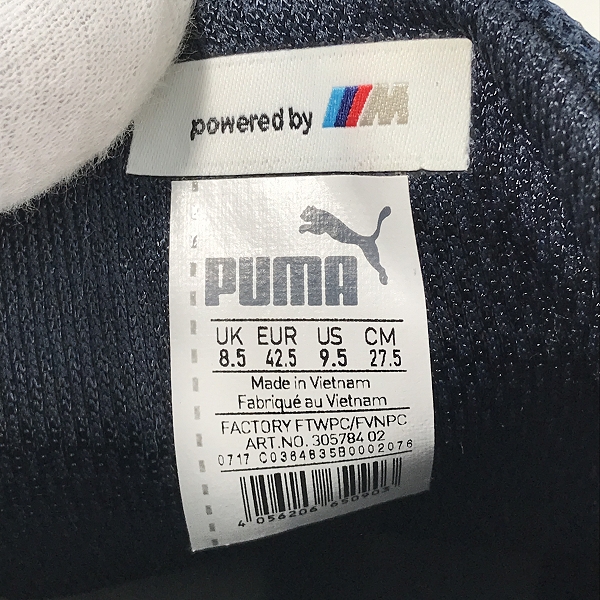 powered by M
PUMA
UK EUR US CM
8.5 42.5 9.5 27.5
Made in Vietnam
Fabriqué au Vietnam
FACTORY FTWPC/FVNPC
ART.NO. 305784 02
0717 C0364835B0002076
4 056206 650903